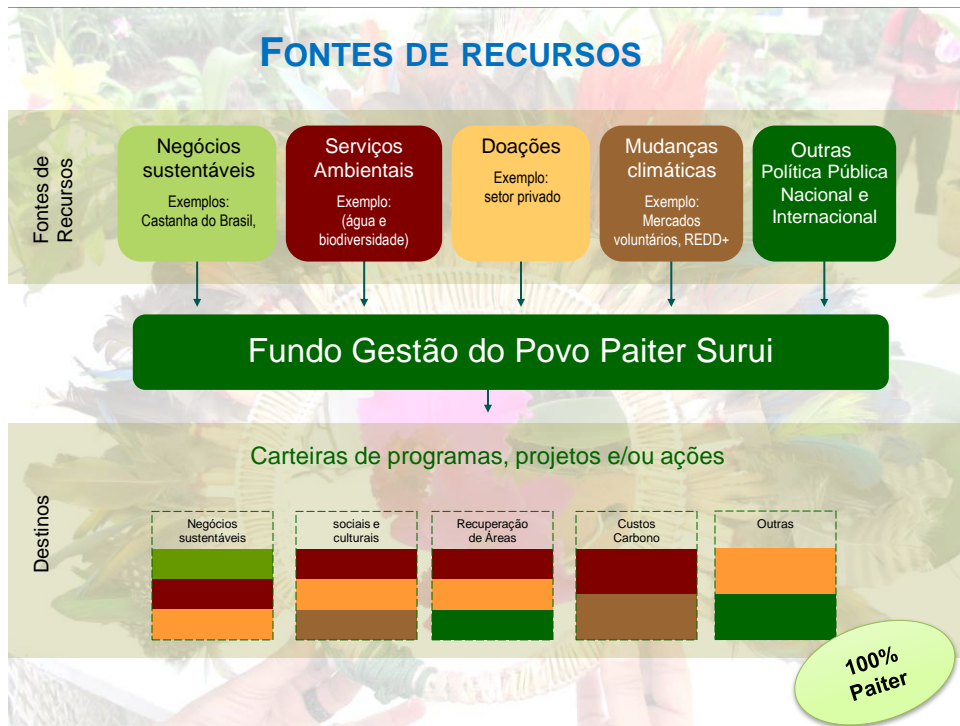 FONTES DE RECURSOS
Fontes de
Recursos
Negócios
sustentáveis
Exemplos:
Castanha do Brasil,
Serviços
Ambientais
Exemplo:
(água e
biodiversidade)
Doações
Exemplo:
setor privado
Mudanças
climáticas
Exemplo:
Mercados
voluntários, REDD+
Outras
Política Pública
Nacional e
Internacional
Fundo Gestão do Povo Paiter Surui
Destinos
Carteiras de programas, projetos e/ou ações
Negócios
sustentáveis
sociais e
culturais
Recuperação
de Áreas
Custos
Carbono
Outras
100%
Paiter